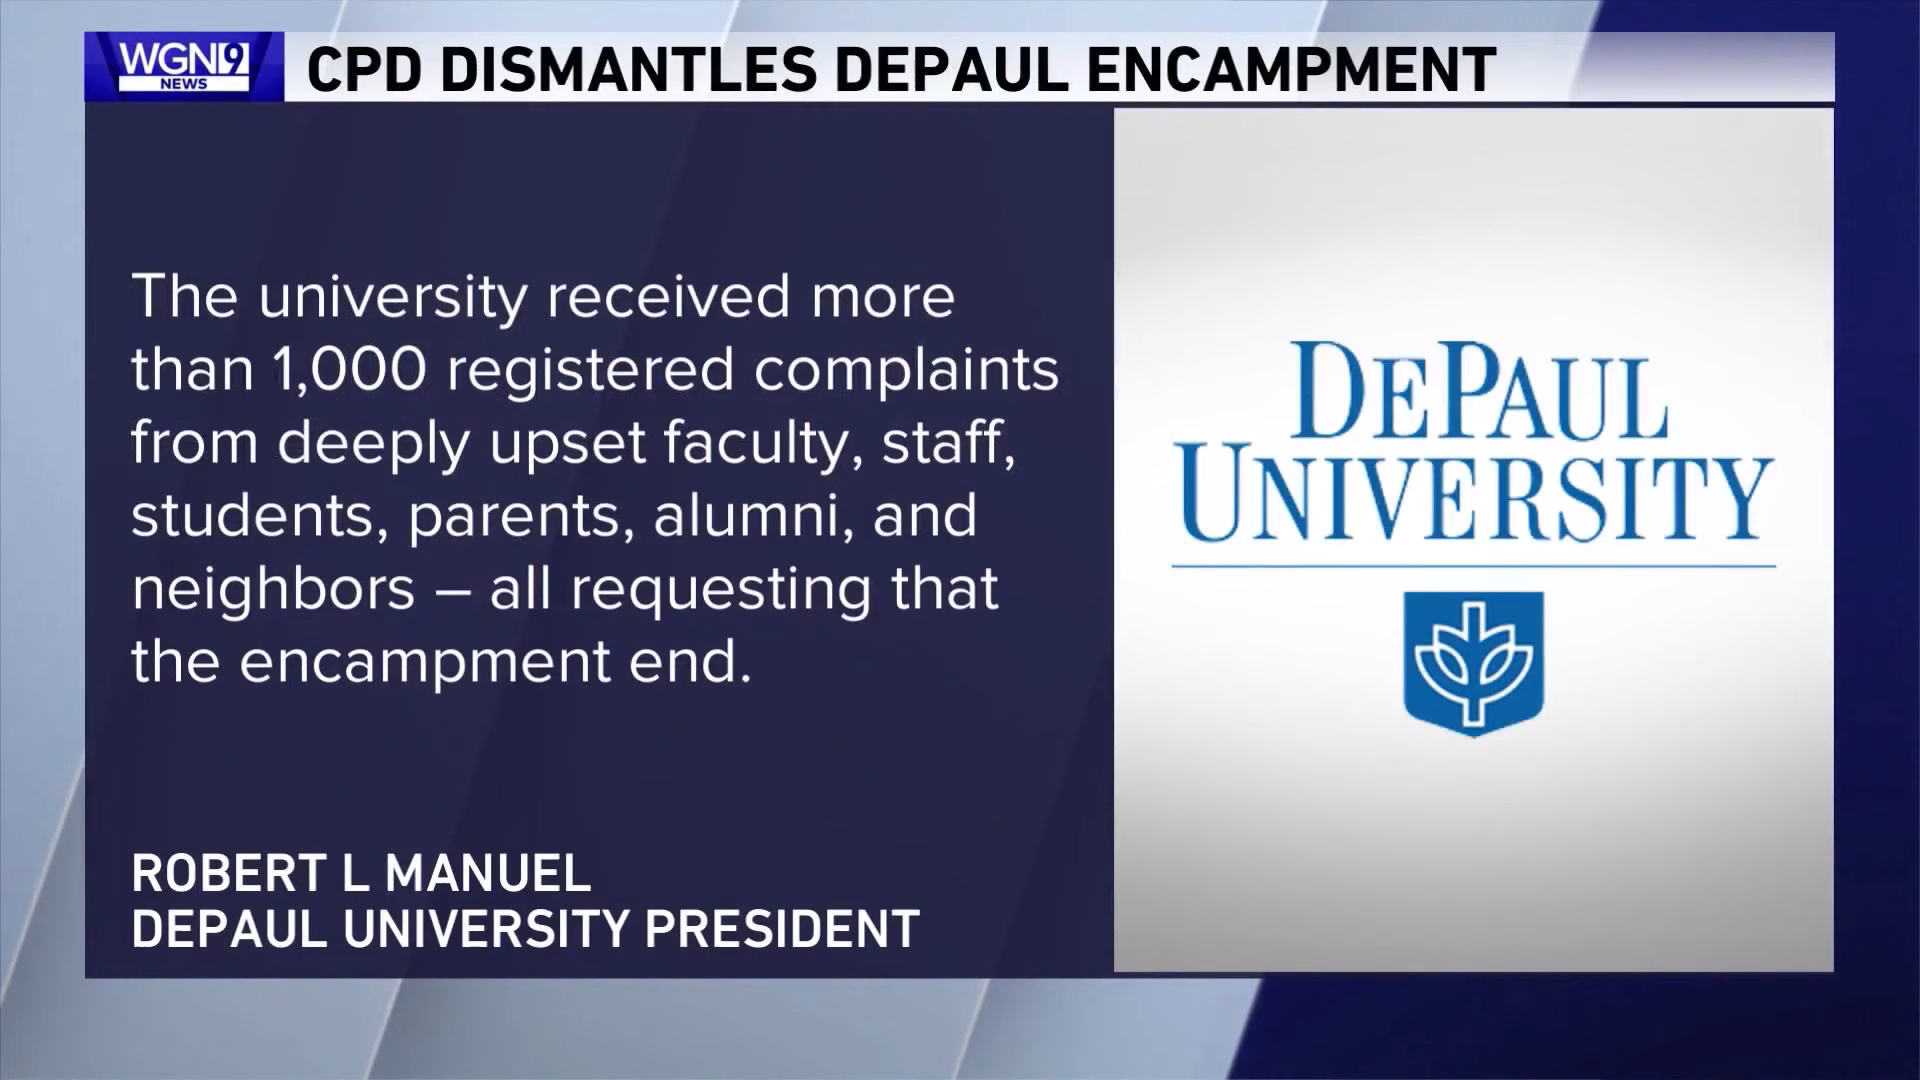 WGN9
NEWS
CPD DISMANTLES DEPAUL ENCAMPMENT
The university received more
than 1,000 registered complaints
from deeply upset faculty, staff,
students, parents, alumni, and
neighbors – all requesting that
the encampment end.
ROBERT L MANUEL
DEPAUL UNIVERSITY PRESIDENT
DEPAUL
UNIVERSITY